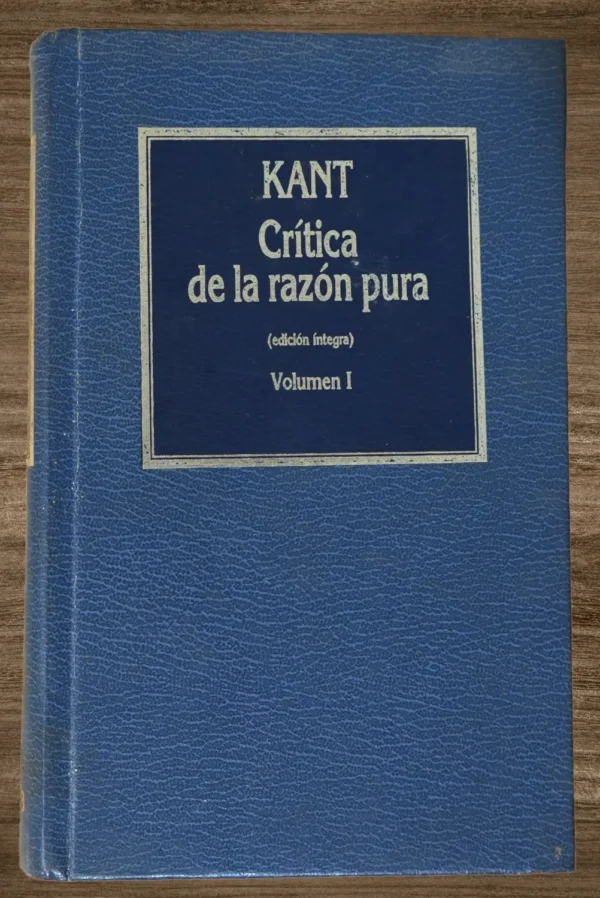 KANT
Crítica
de la razón pura
(edición íntegra)
Volumen I